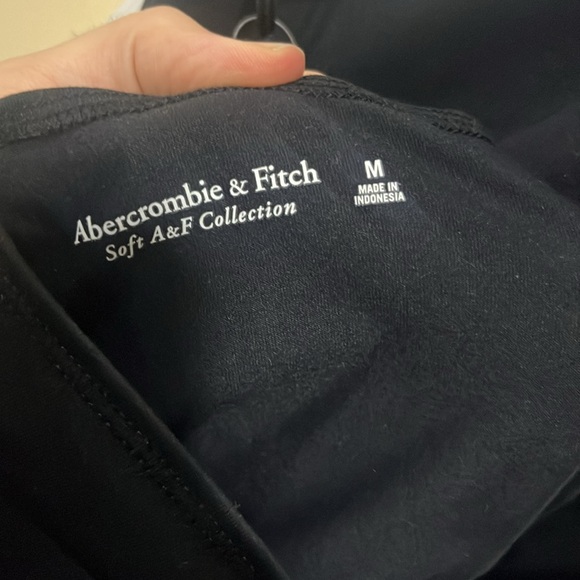 Abercrombie & Fitch
Soft A&F Collection
M
MADE IN
INDONESIA